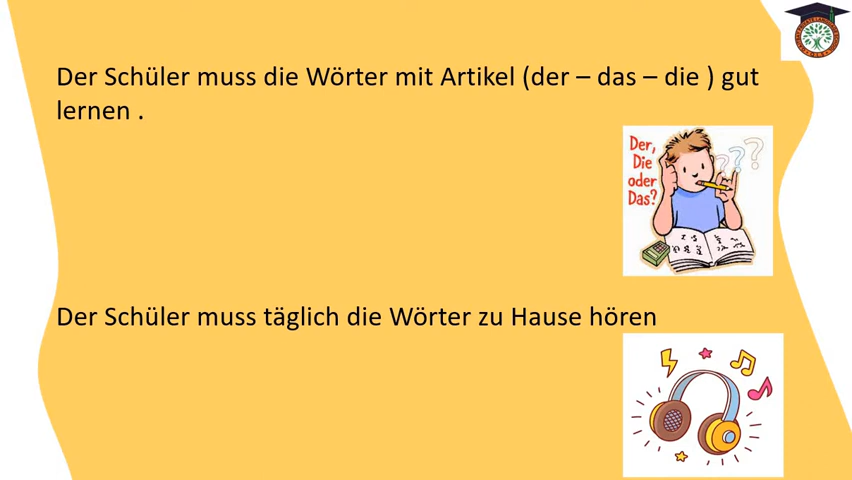 Der Schüler muss die Wörter mit Artikel (der – das – die ) gut
lernen .
Der,
Die
oder
Das?
Der Schüler muss täglich die Wörter zu Hause hören